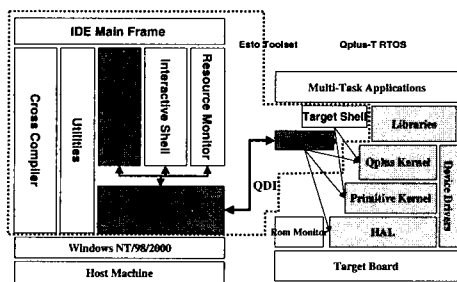 IDE Main Frame
Esto Toolset
Qplus-T RTOS
Cross Compiler
Utilities
Interactive Shell
Resource Monitor
Multi-Task Applications
Target Shell
Libraries
Qplus Kernel
QDI
Primitive Kernel
Device Drivers
Rom Monitor
HAL
Windows NT/98/2000
Host Machine
Target Board